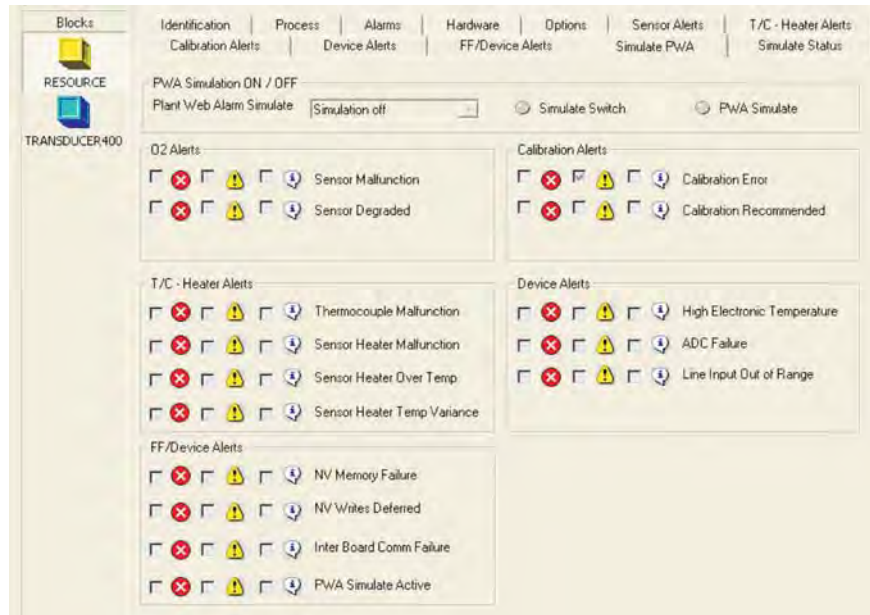 Blocks
RESOURCE
TRANSDUCER400
Identification Process Alarms Hardware Options Sensor Alerts T/C - Heater Alerts
Calibration Alerts Device Alerts FF/Device Alerts Simulate PWA Simulate Status
PWA Simulation ON / OFF
Plant Web Alarm Simulate Simulation off Simulate Switch PWA Simulate
O2 Alerts
Sensor Malfunction
Sensor Degraded
Calibration Alerts
Calibration Error
Calibration Recommended
T/C - Heater Alerts
Thermocouple Malfunction
Sensor Heater Malfunction
Sensor Heater Over Temp
Sensor Heater Temp Variance
Device Alerts
High Electronic Temperature
ADC Failure
Line Input Out of Range
FF/Device Alerts
NV Memory Failure
NV Writes Deferred
Inter Board Comm Failure
PWA Simulate Active